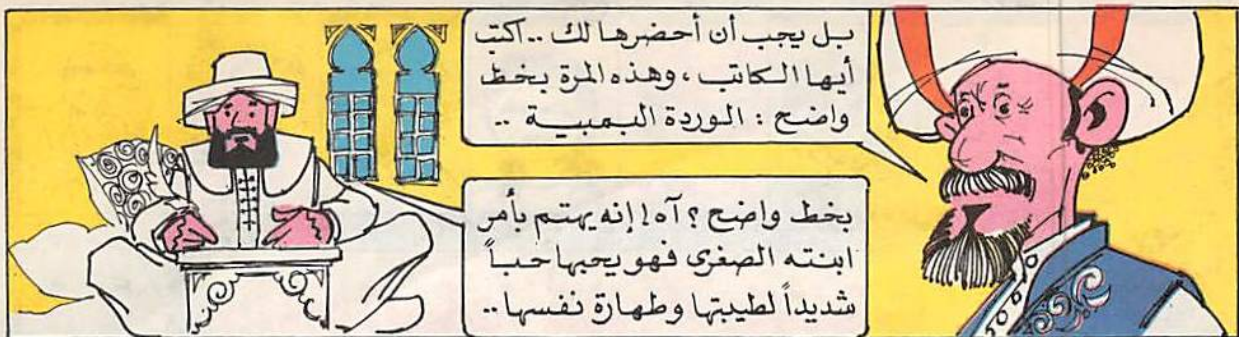 بل يجب أن أحضرها لك .. اكتب
أيها الكاتب ، وهذه المرة بخط
واضح : الوردة البمبية ..
بخط واضح ؟ آه ! إنه يهتم بأمر
ابنته الصغرى فهو يحبها حباً
شديداً لطيبتها وطهارة نفسها ..